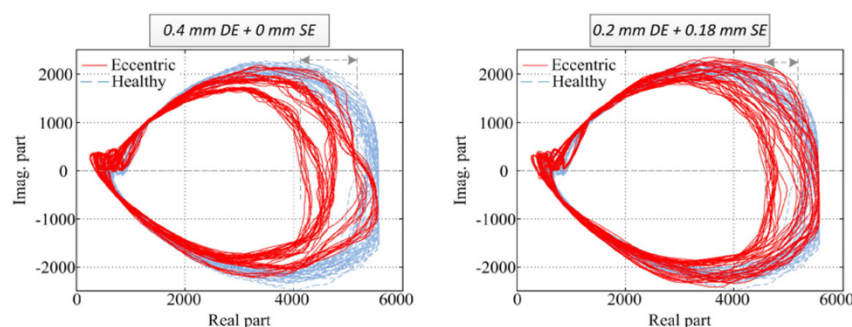 0.4 mm DE + 0 mm SE
Eccentric
Healthy
2000
1000
0
-1000
-2000
Imag. part
0
2000
4000
6000
Real part
0.2 mm DE + 0.18 mm SE
Eccentric
Healthy
2000
1000
0
-1000
-2000
Imag. part
0
2000
4000
6000
Real part